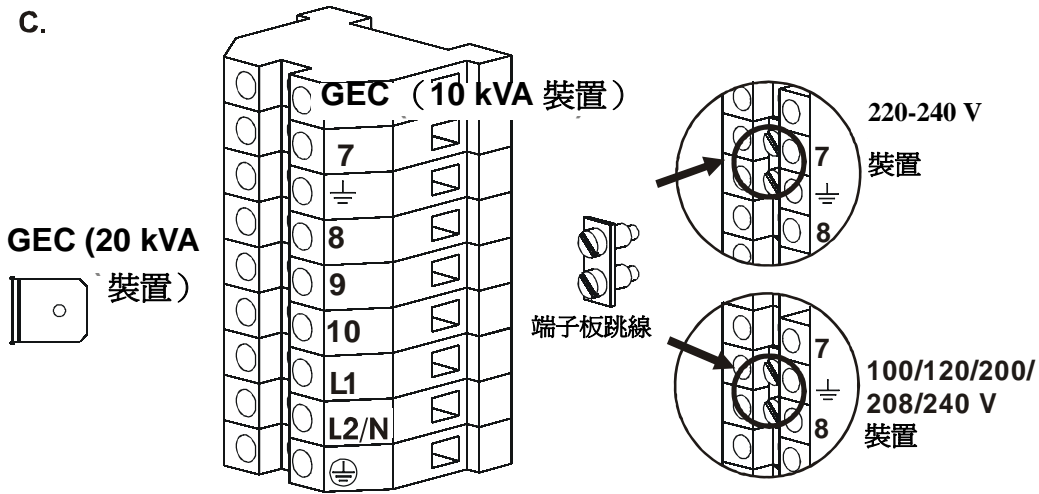 C.
GEC （10 kVA 裝置）
7
8
9
10
L1
L2/N
GEC (20 kVA
裝置）
端子板跳線
7
8
220-240 V
裝置
7
8
100/120/200/
208/240 V
裝置